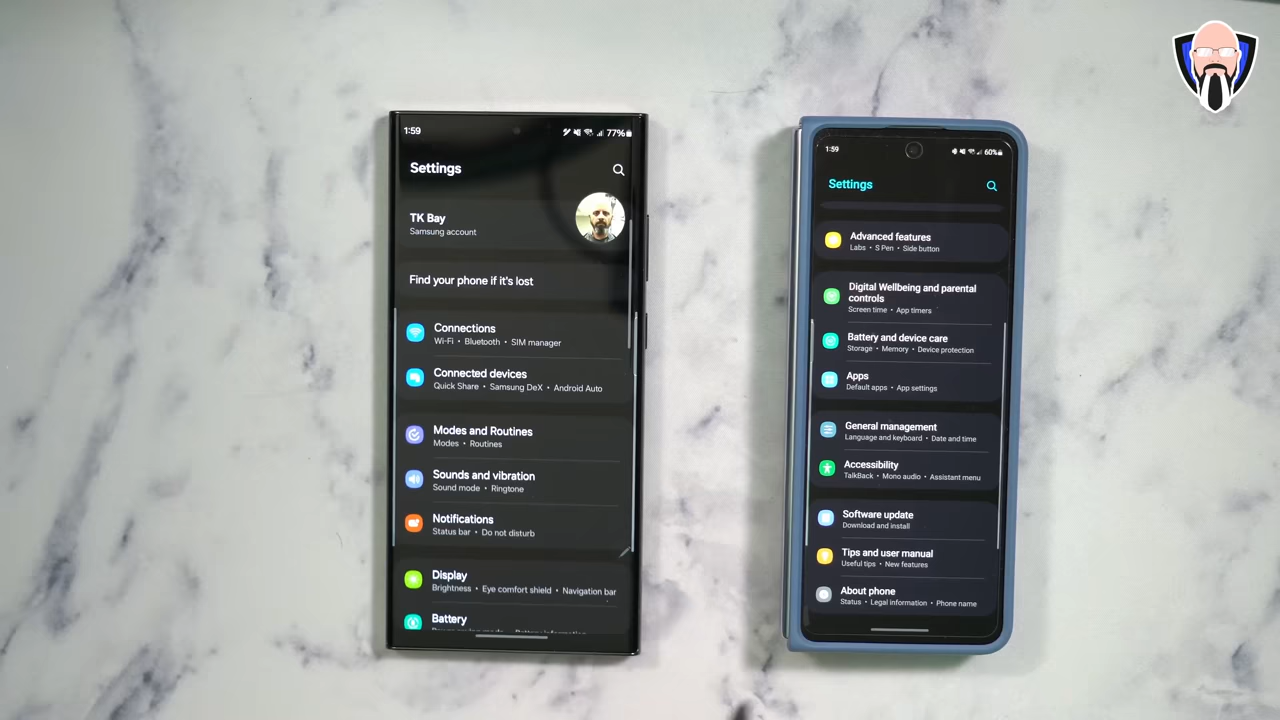 1:59
77%
Settings
TK Bay
Samsung account
Find your phone if it's lost
Connections
Wi-Fi • Bluetooth • SIM manager
Connected devices
Quick Share • Samsung DeX • Android Auto
Modes and Routines
Modes • Routines
Sounds and vibration
Sound mode • Ringtone
Notifications
Status bar • Do not disturb
Display
Brightness • Eye comfort shield • Navigation bar
Battery
1:59
60%
Settings
Advanced features
Labs • S Pen • Side button
Digital Wellbeing and parental
controls
Screen time • App timers
Battery and device care
Storage • Memory • Device protection
Apps
Default apps • App settings
General management
Language and keyboard • Date and time
Accessibility
TalkBack • Mono audio • Assistant menu
Software update
Download and install
Tips and user manual
Useful tips • New features
About phone
Status • Legal information • Phone name